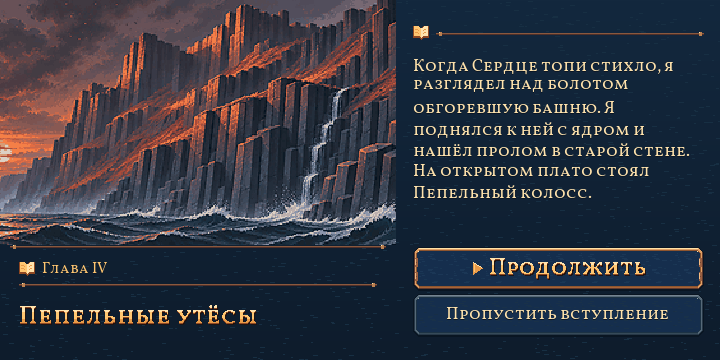 Глава IV
Пепельные утёсы
Когда Сердце топи стихло, я
разглядел над болотом
обгоревшую башню. Я
поднялся к ней с ядром и
нашёл пролом в старой стене.
На открытом плато стоял
Пепельный колосс.
Продолжить
Пропустить вступление